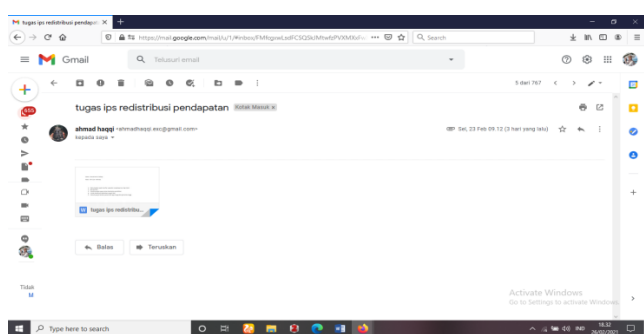 tugas ips redistribusi pendapat
https://mail.google.com/mail/u/1/#inbox/
Search
Gmail
Telusuri email
5 dari 767
tugas ips redistribusi pendapatan Kotak Masuk x
ahmad haqqi <ahmadhaqqi.esc@gmail.com>
Sel, 23 Feb 09.12 (3 hari yang lalu)
kepada saya
W tugas ips redistribu...
Balas
Teruskan
Tidak
M
Activate Windows
Go to Settings to activate Windows.
Type here to search
IND
16.32
26/02/2021